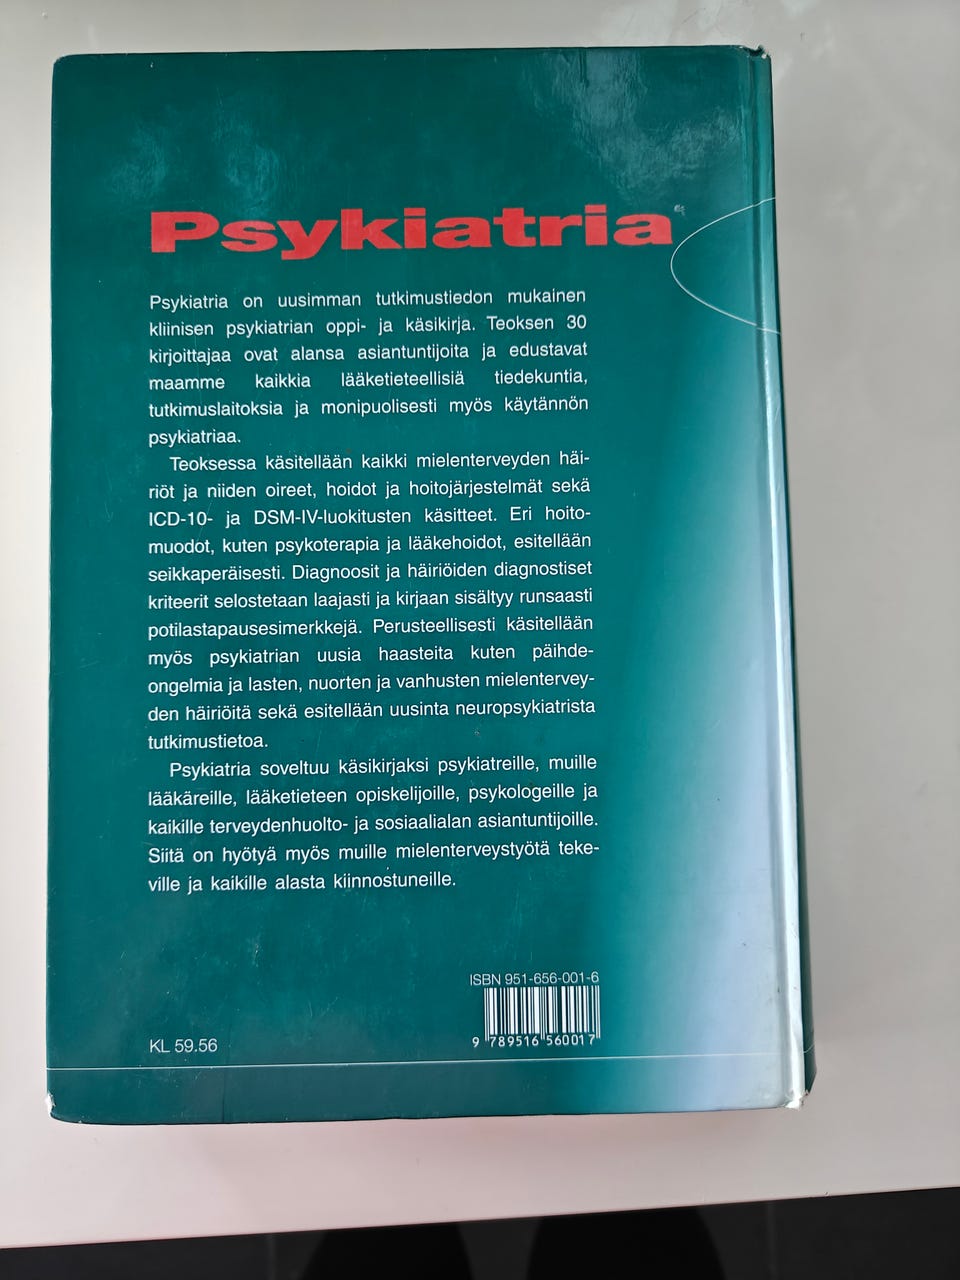 Psykiatria
Psykiatria on uusimman tutkimustiedon mukainen
kliinisen psykiatrian oppi- ja käsikirja. Teoksen 30
kirjoittajaa ovat alansa asiantuntijoita ja edustavat
maamme kaikkia lääketieteellisiä tiedekuntia,
tutkimuslaitoksia ja monipuolisesti myös käytännön
psykiatriaa.
Teoksessa käsitellään kaikki mielenterveyden häi-
riöt ja niiden oireet, hoidot ja hoitojärjestelmät sekä
ICD-10- ja DSM-IV-luokitusten käsitteet. Eri hoito-
muodot, kuten psykoterapia ja lääkehoidot, esitellään
seikkaperäisesti. Diagnoosit ja häiriöiden diagnostiset
kriteerit selostetaan laajasti ja kirjaan sisältyy runsaasti
potilastapausesimerkkejä. Perusteellisesti käsitellään
myös psykiatrian uusia haasteita kuten päihde-
ongelmia ja lasten, nuorten ja vanhusten mielentervey-
den häiriöitä sekä esitellään uusinta neuropsykiatrista
tutkimustietoa.
Psykiatria soveltuu käsikirjaksi psykiatreille, muille
lääkäreille, lääketieteen opiskelijoille, psykologeille ja
kaikille terveydenhuolto- ja sosiaalialan asiantuntijoille.
Siitä on hyötyä myös muille mielenterveystyötä teke-
ville ja kaikille alasta kiinnostuneille.
ISBN 951-656-001-6
9 789516 560017
KL 59.56